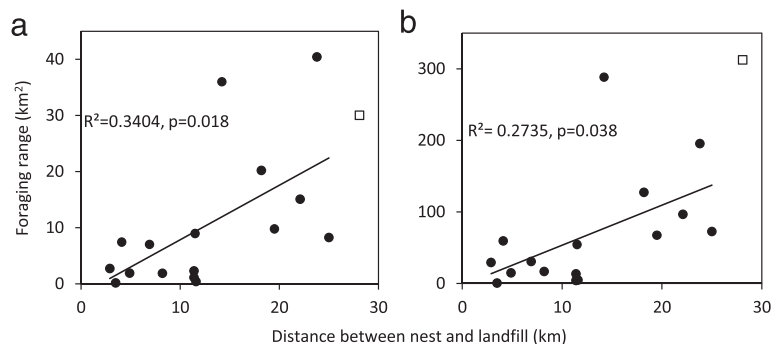 a
b
40
30
20
10
0
Foraging range (km²)
R²=0.3404, p=0.018
0 10 20 30
300
200
100
0
R²= 0.2735, p=0.038
0 10 20 30
Distance between nest and landfill (km)